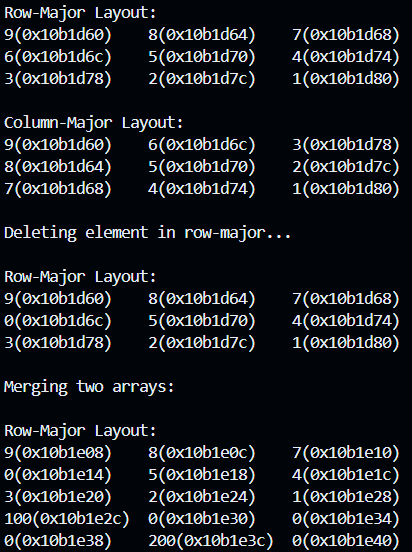 Row-Major Layout:
9(0x10b1d60)    8(0x10b1d64)    7(0x10b1d68)
6(0x10b1d6c)    5(0x10b1d70)    4(0x10b1d74)
3(0x10b1d78)    2(0x10b1d7c)    1(0x10b1d80)

Column-Major Layout:
9(0x10b1d60)    6(0x10b1d6c)    3(0x10b1d78)
8(0x10b1d64)    5(0x10b1d70)    2(0x10b1d7c)
7(0x10b1d68)    4(0x10b1d74)    1(0x10b1d80)

Deleting element in row-major...

Row-Major Layout:
9(0x10b1d60)    8(0x10b1d64)    7(0x10b1d68)
0(0x10b1d6c)    5(0x10b1d70)    4(0x10b1d74)
3(0x10b1d78)    2(0x10b1d7c)    1(0x10b1d80)

Merging two arrays:

Row-Major Layout:
9(0x10b1e08)    8(0x10b1e0c)    7(0x10b1e10)
0(0x10b1e14)    5(0x10b1e18)    4(0x10b1e1c)
3(0x10b1e20)    2(0x10b1e24)    1(0x10b1e28)
100(0x10b1e2c)  0(0x10b1e30)    0(0x10b1e34)
0(0x10b1e38)    200(0x10b1e3c)  0(0x10b1e40)